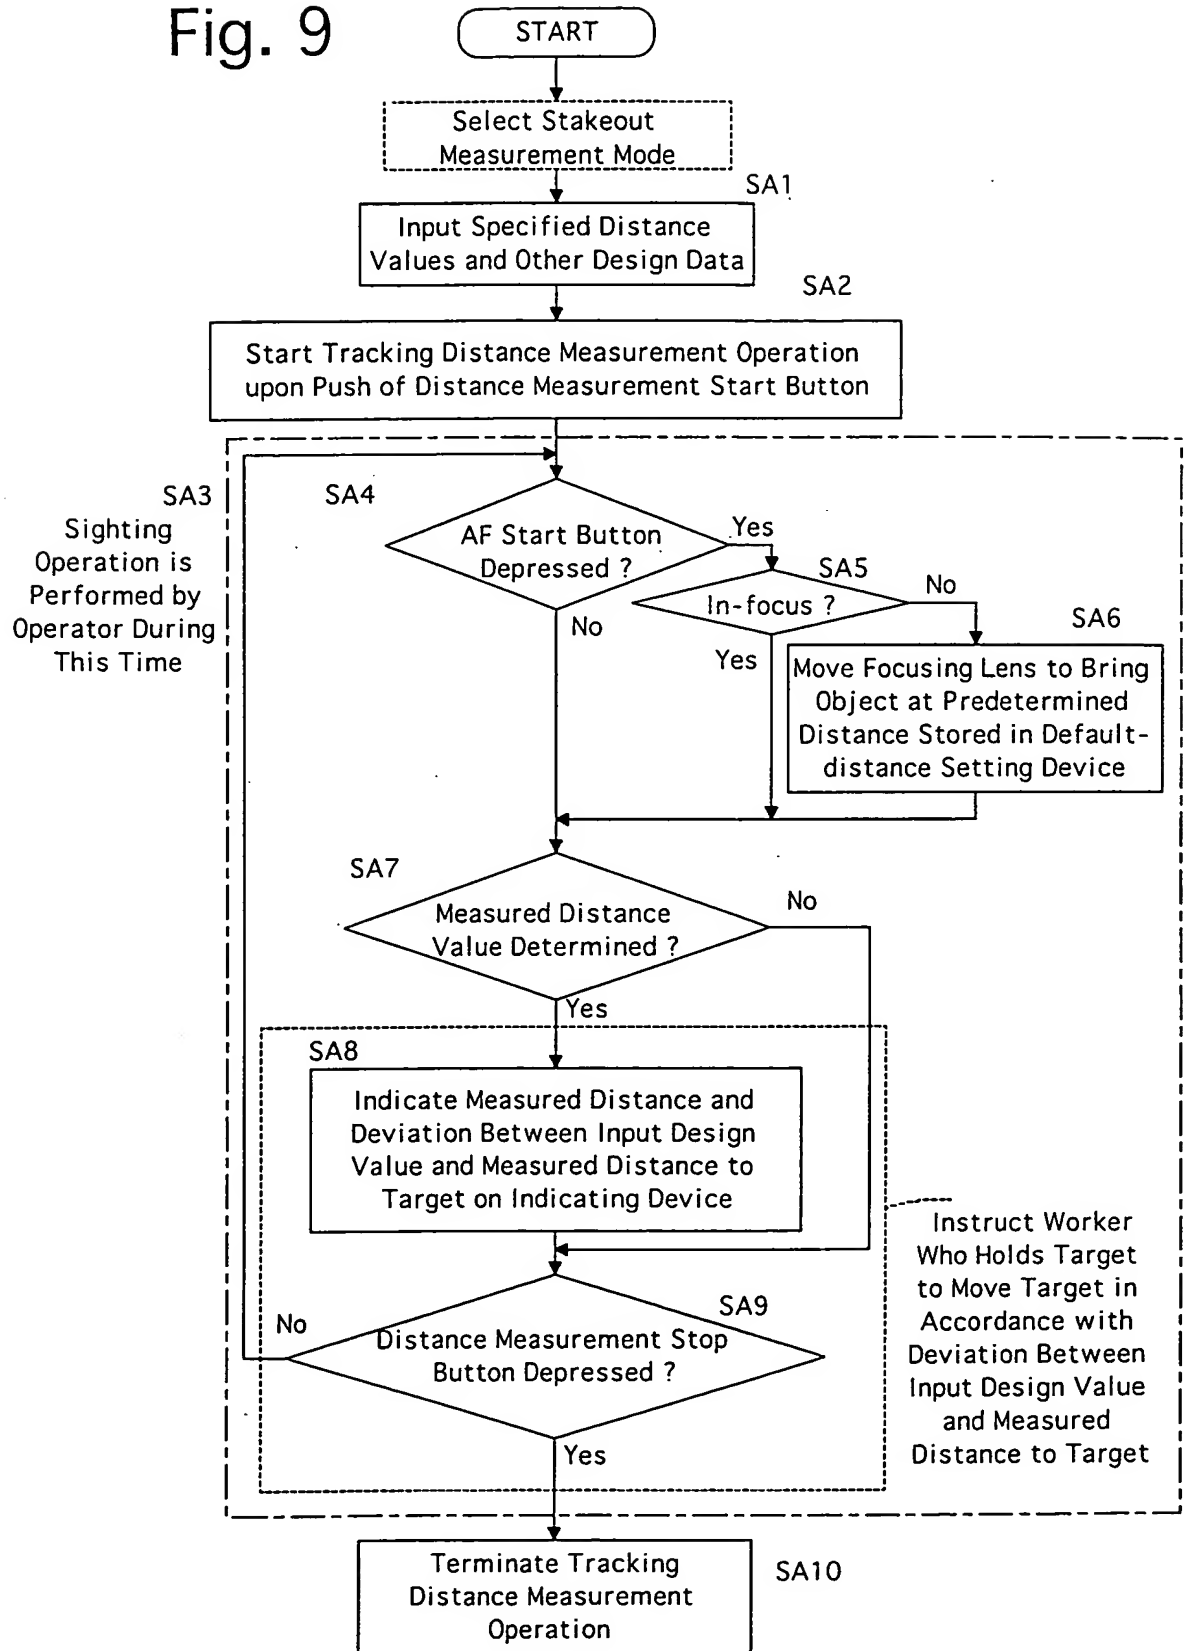 Fig. 9
START
Select Stakeout
Measurement Mode
SA1
Input Specified Distance
Values and Other Design Data
SA2
Start Tracking Distance Measurement Operation
upon Push of Distance Measurement Start Button
SA3
Sighting
Operation is
Performed by
Operator During
This Time
SA4
AF Start Button
Depressed ?
Yes
No
SA5
In-focus ?
No
Yes
SA6
Move Focusing Lens to Bring
Object at Predetermined
Distance Stored in Default-
distance Setting Device
SA7
Measured Distance
Value Determined ?
No
Yes
SA8
Indicate Measured Distance and
Deviation Between Input Design
Value and Measured Distance to
Target on Indicating Device
Instruct Worker
Who Holds Target
to Move Target in
Accordance with
Deviation Between
Input Design Value
and Measured
Distance to Target
SA9
No
Distance Measurement Stop
Button Depressed ?
Yes
Terminate Tracking
Distance Measurement
Operation
SA10